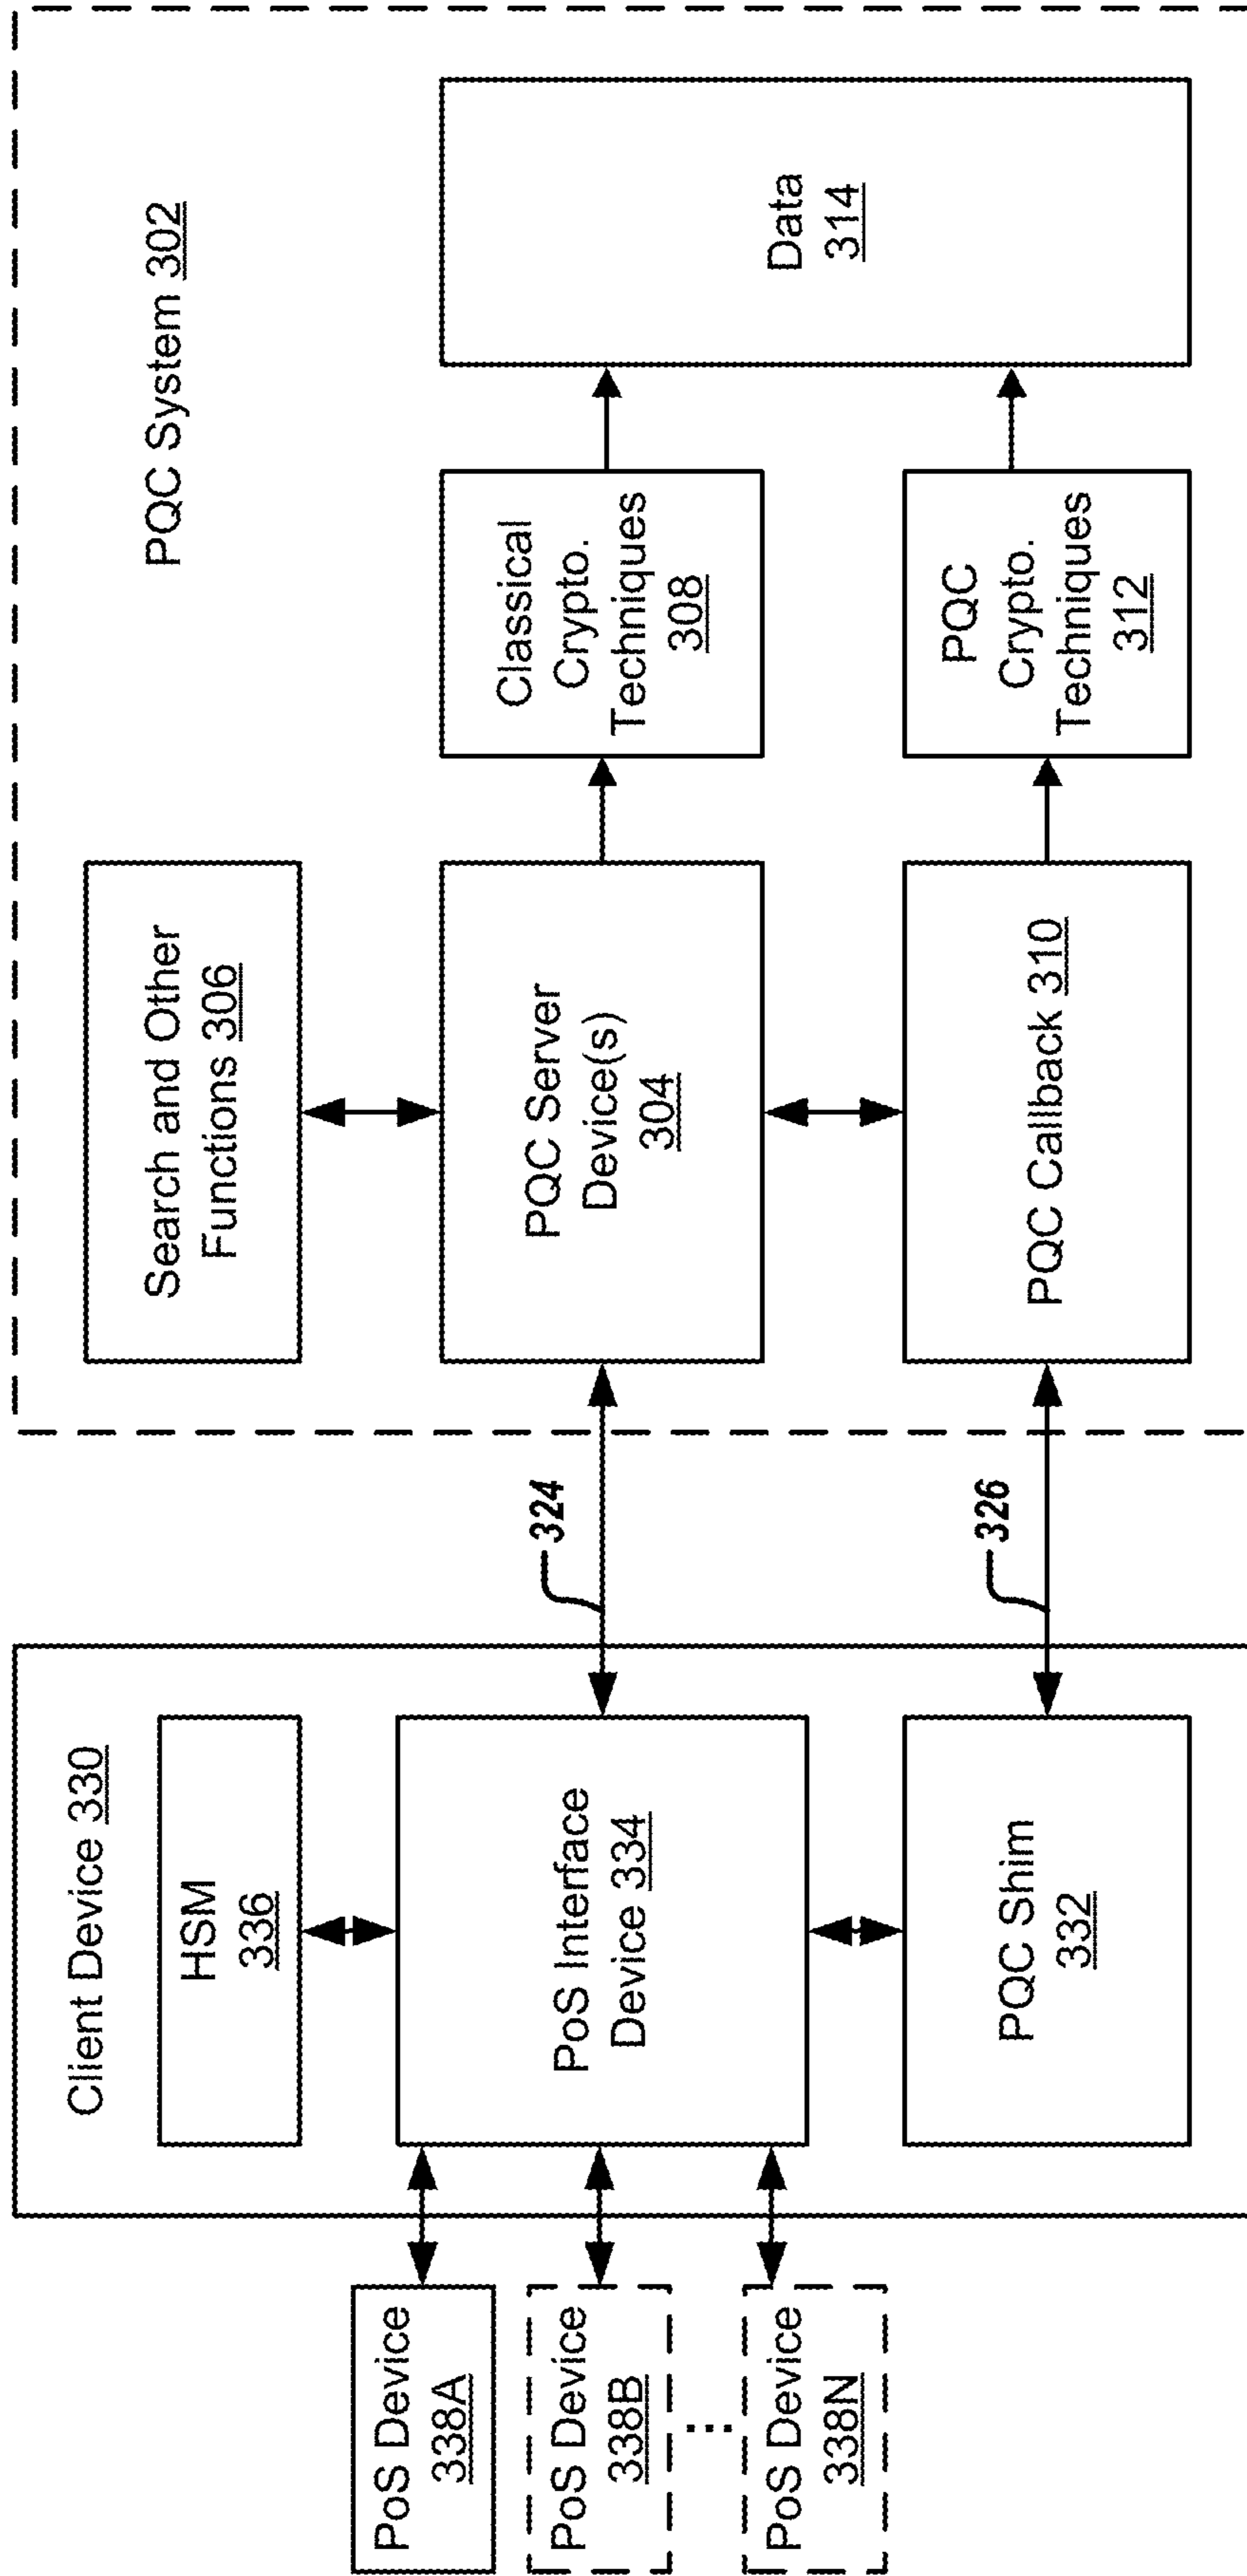 PoS Device
338A
PoS Device
338B
...
PoS Device
338N
Client Device 330
HSM
336
PoS Interface
Device 334
PQC Shim
332
324
326
PQC System 302
Search and Other
Functions 306
PQC Server
Device(s)
304
PQC Callback 310
Classical
Crypto.
Techniques
308
PQC
Crypto.
Techniques
312
Data
314